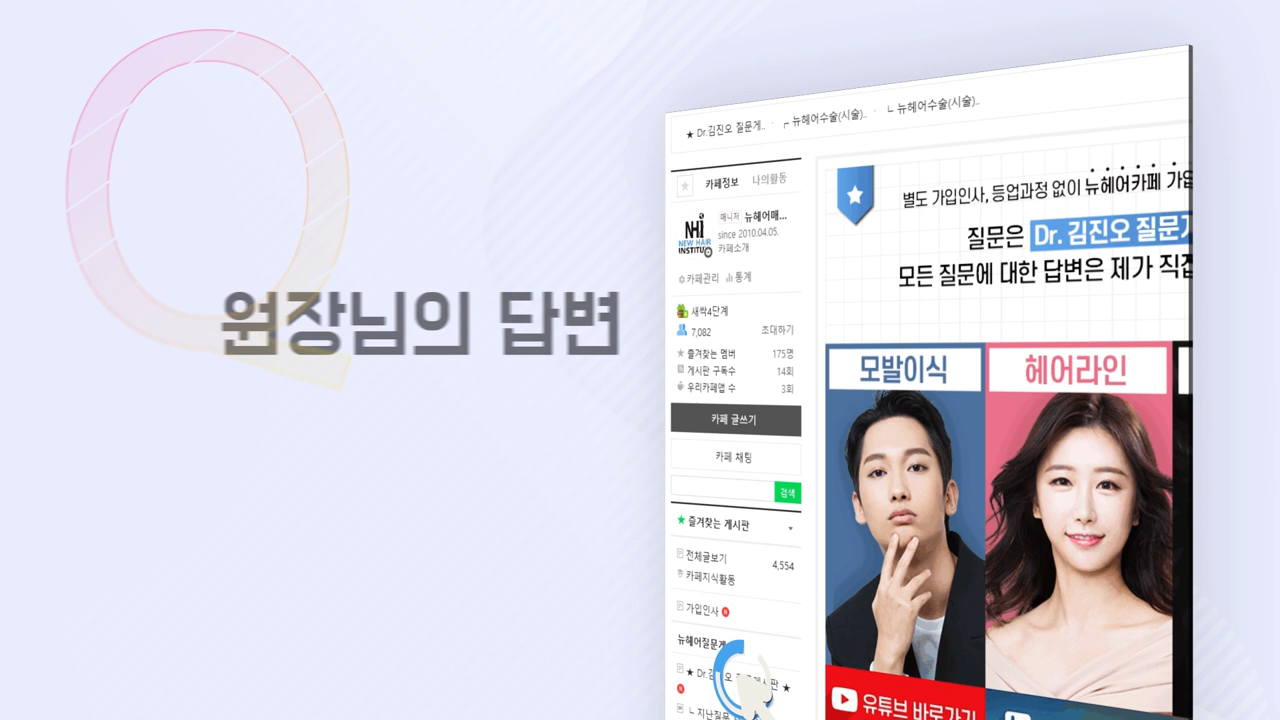 Q
원장님의 답변
★ Dr.김진오 질문게.. · ┌ 뉴헤어수술(시술).. · ㄴ 뉴헤어수술(시술)..
카페정보 나의활동
매니저 뉴헤어매...
since 2010.04.05.
카페소개
NHI
NEW HAIR
INSTITU
카페관리 통계
새싹4단계
7,082 초대하기
즐겨찾는 멤버 175명
게시판 구독수 14회
우리카페앱 수 3회
카페 글쓰기
카페 채팅
검색
★ 즐겨찾는 게시판
전체글보기 4,554
카페지식활동
가입인사
뉴헤어질문게
★ Dr.김 ★
ㄴ 지난질문
별도 가입인사, 등업과정 없이 뉴헤어카페 가입
질문은 Dr. 김진오 질문게
모든 질문에 대한 답변은 제가 직접
모발이식
헤어라인
유튜브 바로가기